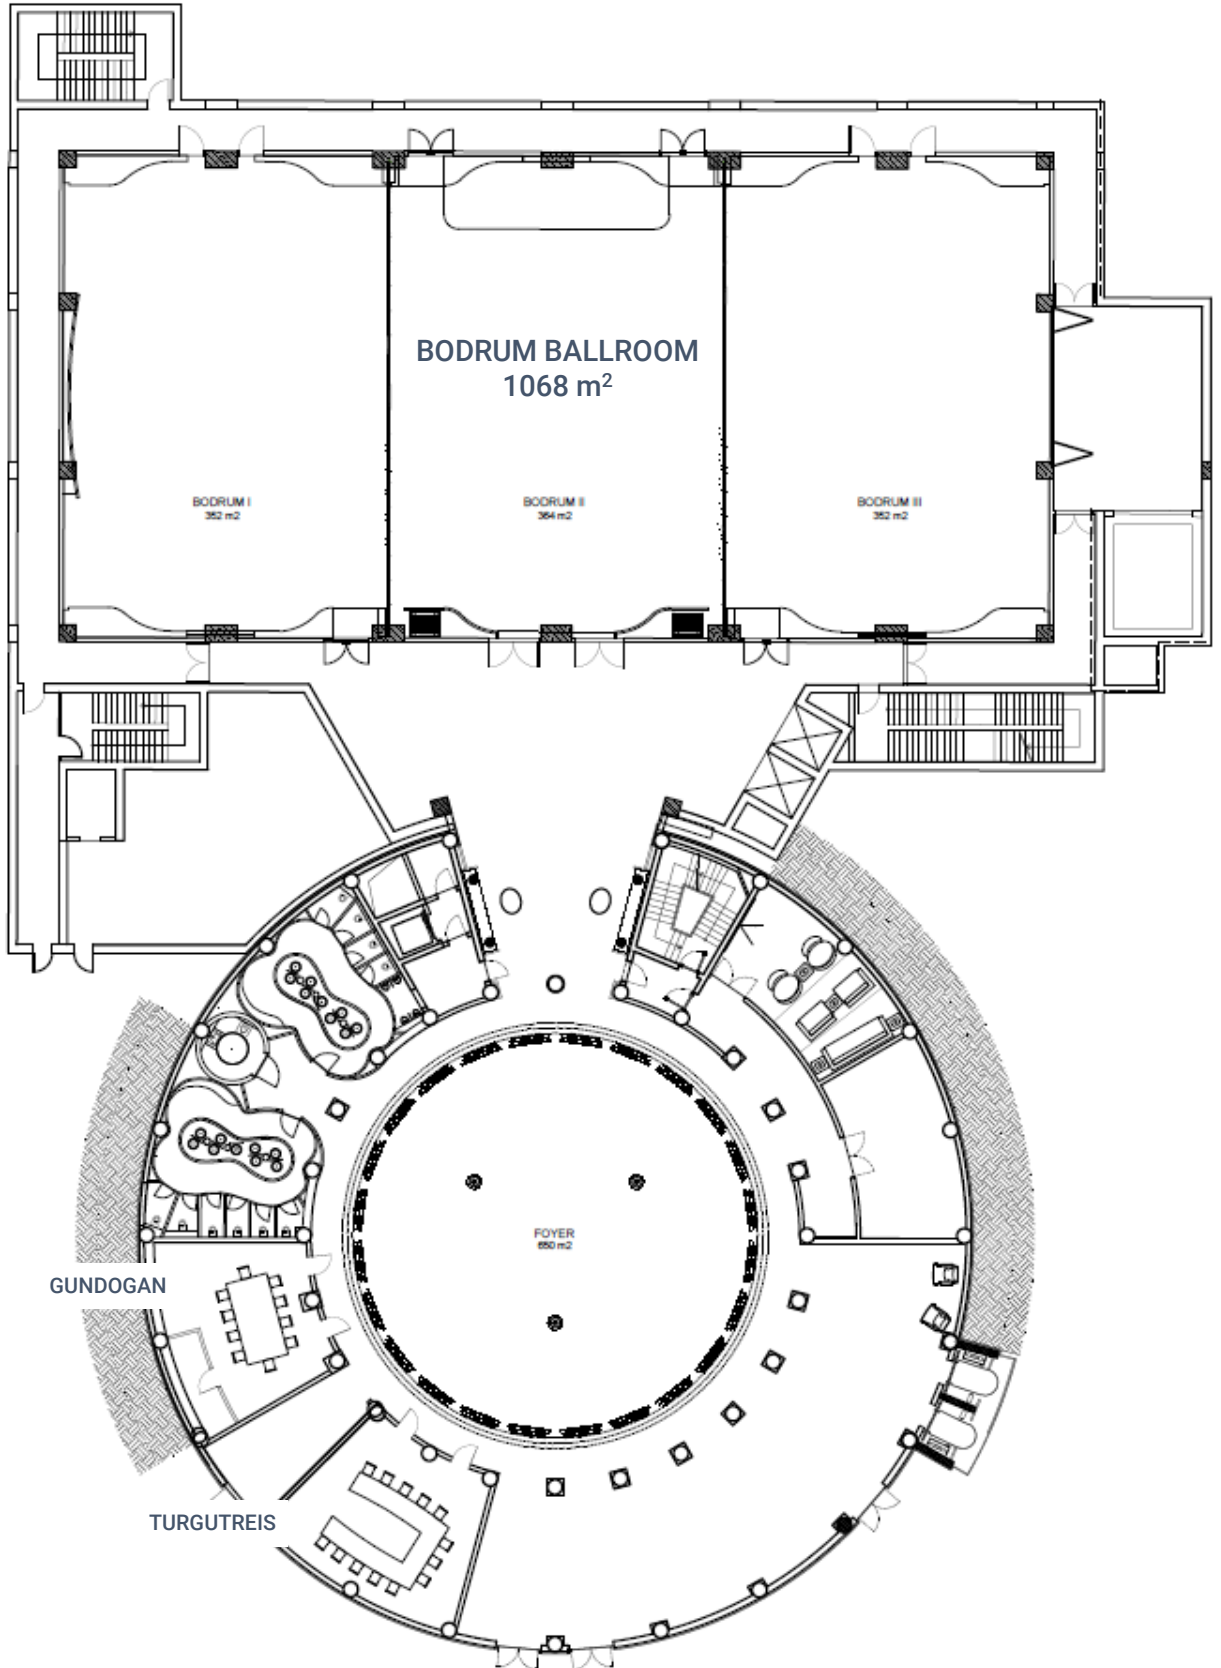 BODRUM BALLROOM
1068 m²
BODRUM I
352 m2
BODRUM II
364 m2
BODRUM III
352 m2
FOYER
650 m2
GUNDOGAN
TURGUTREIS